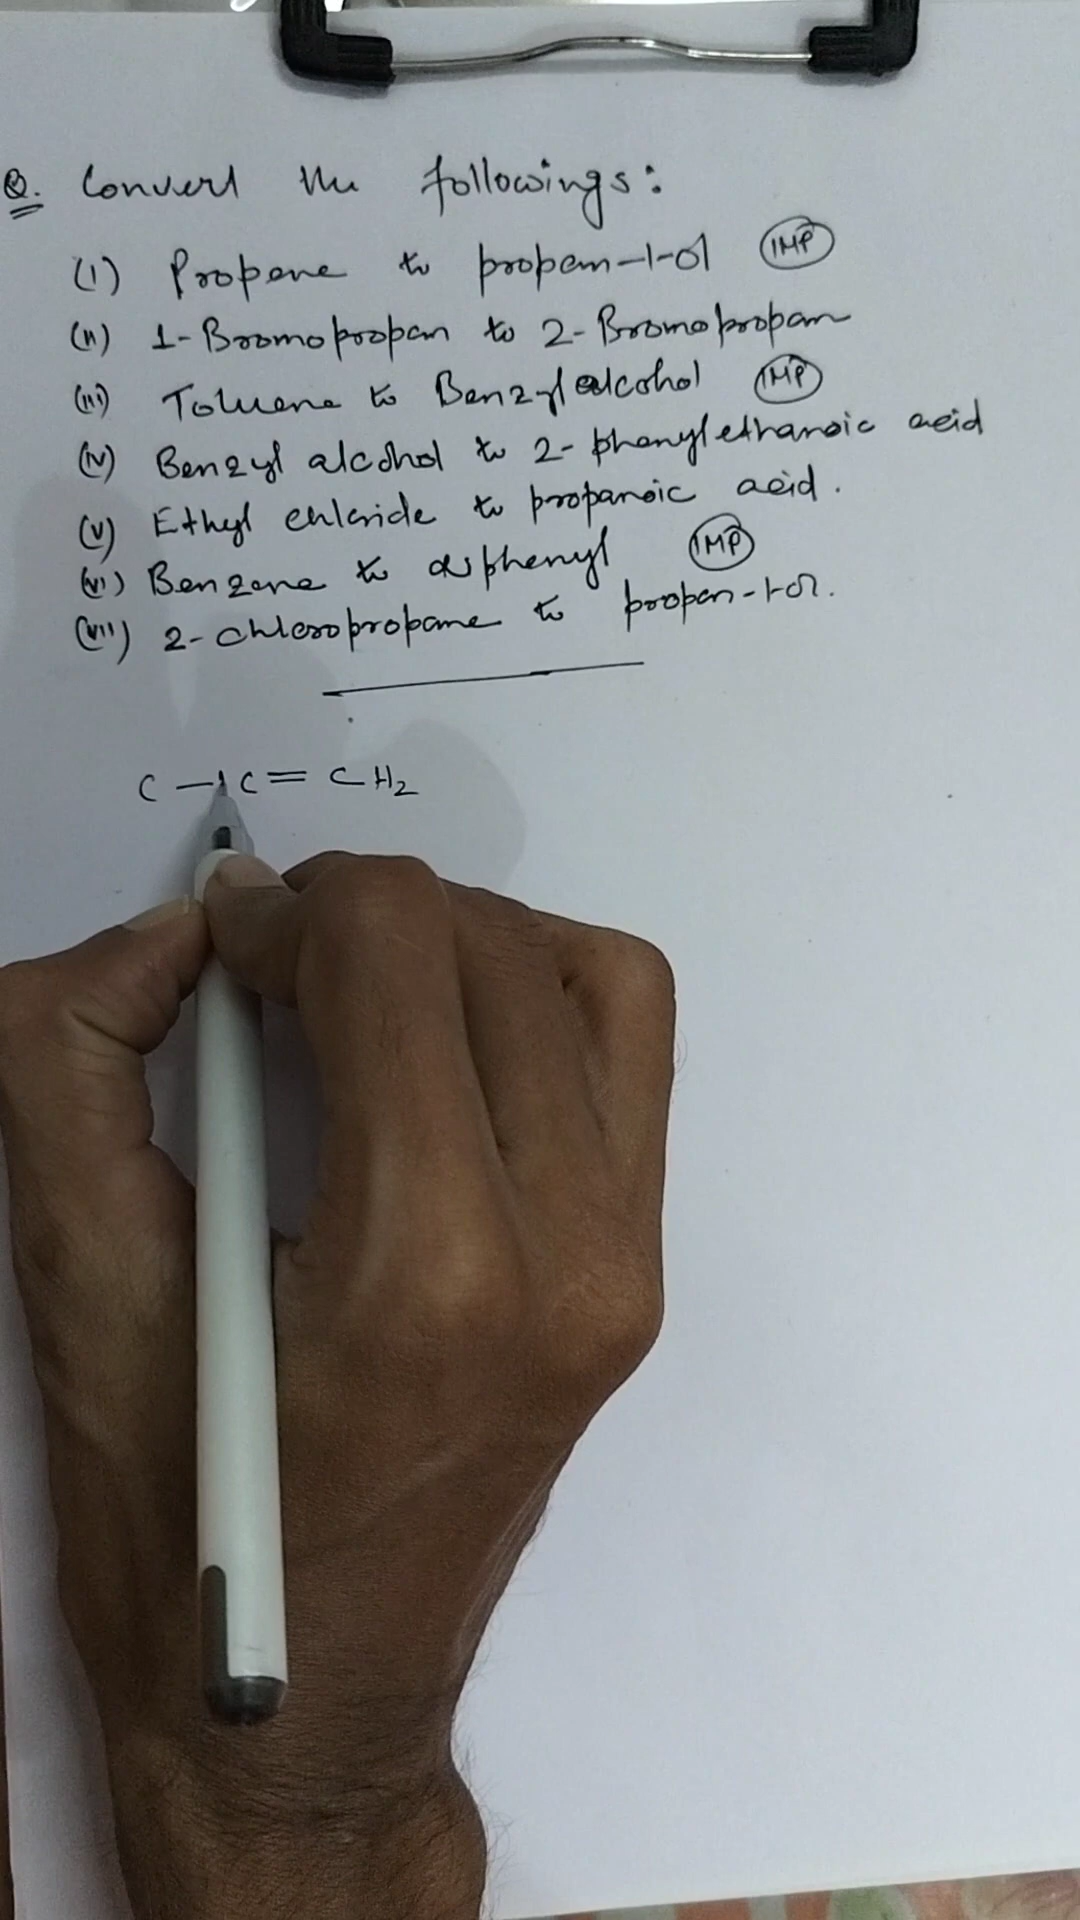 Q. Convert the followings:
(i) Propene to propan-1-ol IMP
(ii) 1-Bromopropan to 2-Bromopropan
(iii) Toluene to Benzyl alcohol IMP
(iv) Benzyl alcohol to 2-phenylethanoic acid
(v) Ethyl chloride to propanoic acid.
(vi) Benzene to diphenyl IMP
(vii) 2-chloropropane to propan-1-ol.
C - C = CH2